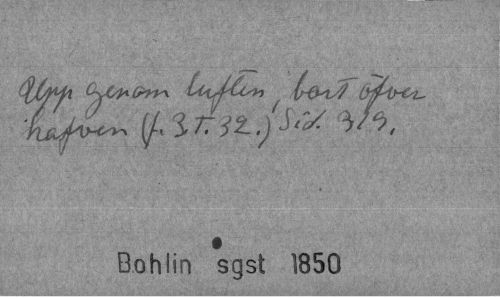 Upp genom luften, bort öfver
hafven (f. 3. T. 32.) Sid. 319.
Bohlin sgst 1850